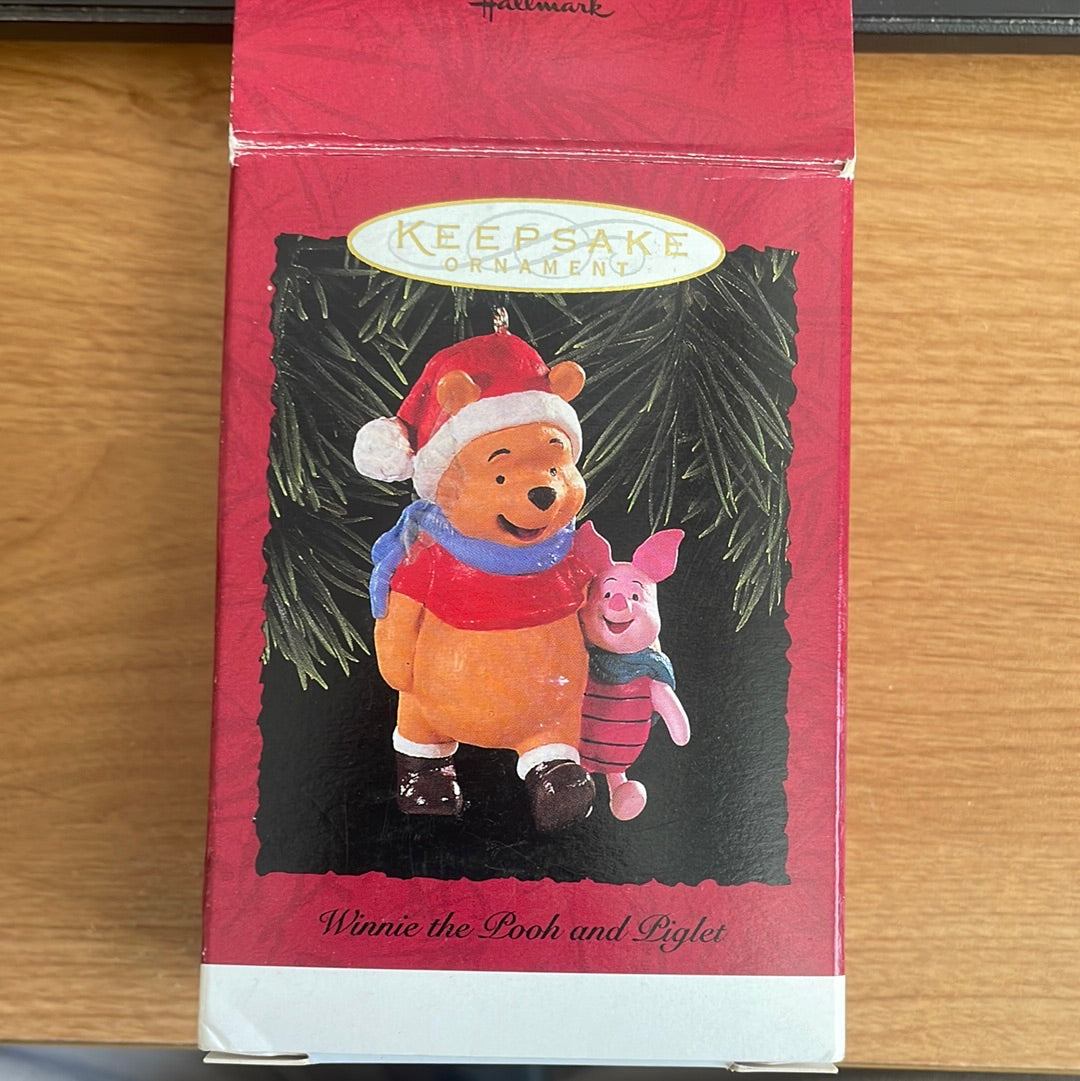 Hallmark
KEEPSAKE
ORNAMENT
Winnie the Pooh and Piglet